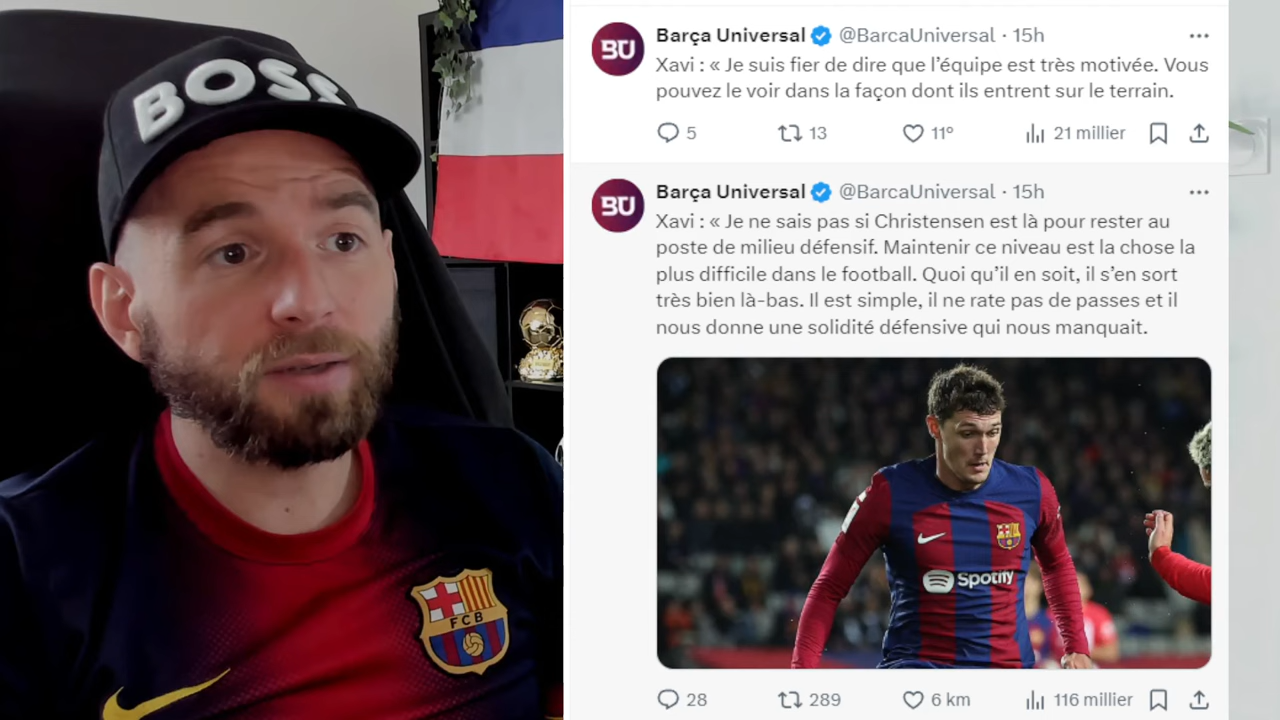 BOSS
FCB
Barça Universal @BarcaUniversal · 15h
Xavi : « Je suis fier de dire que l'équipe est très motivée. Vous
pouvez le voir dans la façon dont ils entrent sur le terrain.
5 13 11° 21 millier
Barça Universal @BarcaUniversal · 15h
Xavi : « Je ne sais pas si Christensen est là pour rester au
poste de milieu défensif. Maintenir ce niveau est la chose la
plus difficile dans le football. Quoi qu'il en soit, il s'en sort
très bien là-bas. Il est simple, il ne rate pas de passes et il
nous donne une solidité défensive qui nous manquait.
Spotify
28 289 6 km 116 millier